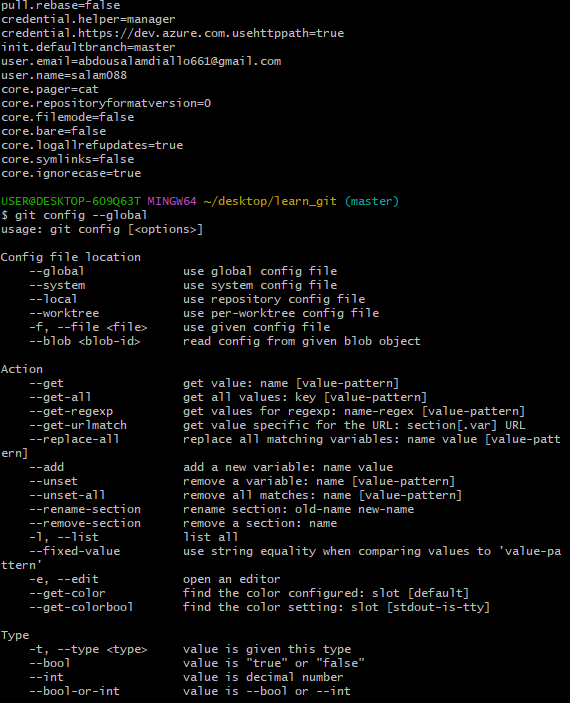 pull.rebase=false
credential.helper=manager
credential.https://dev.azure.com.usehttppath=true
init.defaultbranch=master
user.email=abdousalamdiallo661@gmail.com
user.name=salam088
core.pager=cat
core.repositoryformatversion=0
core.filemode=false
core.bare=false
core.logallrefupdates=true
core.symlinks=false
core.ignorecase=true

USER@DESKTOP-6O9Q63T MINGW64 ~/desktop/learn_git (master)
$ git config --global
usage: git config [<options>]

Config file location
    --global              use global config file
    --system              use system config file
    --local               use repository config file
    --worktree            use per-worktree config file
    -f, --file <file>     use given config file
    --blob <blob-id>      read config from given blob object

Action
    --get                 get value: name [value-pattern]
    --get-all             get all values: key [value-pattern]
    --get-regexp          get values for regexp: name-regex [value-pattern]
    --get-urlmatch        get value specific for the URL: section[.var] URL
    --replace-all         replace all matching variables: name value [value-patt
ern]
    --add                 add a new variable: name value
    --unset               remove a variable: name [value-pattern]
    --unset-all           remove all matches: name [value-pattern]
    --rename-section      rename section: old-name new-name
    --remove-section      remove a section: name
    -l, --list            list all
    --fixed-value         use string equality when comparing values to 'value-pa
ttern'
    -e, --edit            open an editor
    --get-color           find the color configured: slot [default]
    --get-colorbool       find the color setting: slot [stdout-is-tty]

Type
    -t, --type <type>     value is given this type
    --bool                value is "true" or "false"
    --int                 value is decimal number
    --bool-or-int         value is --bool or --int